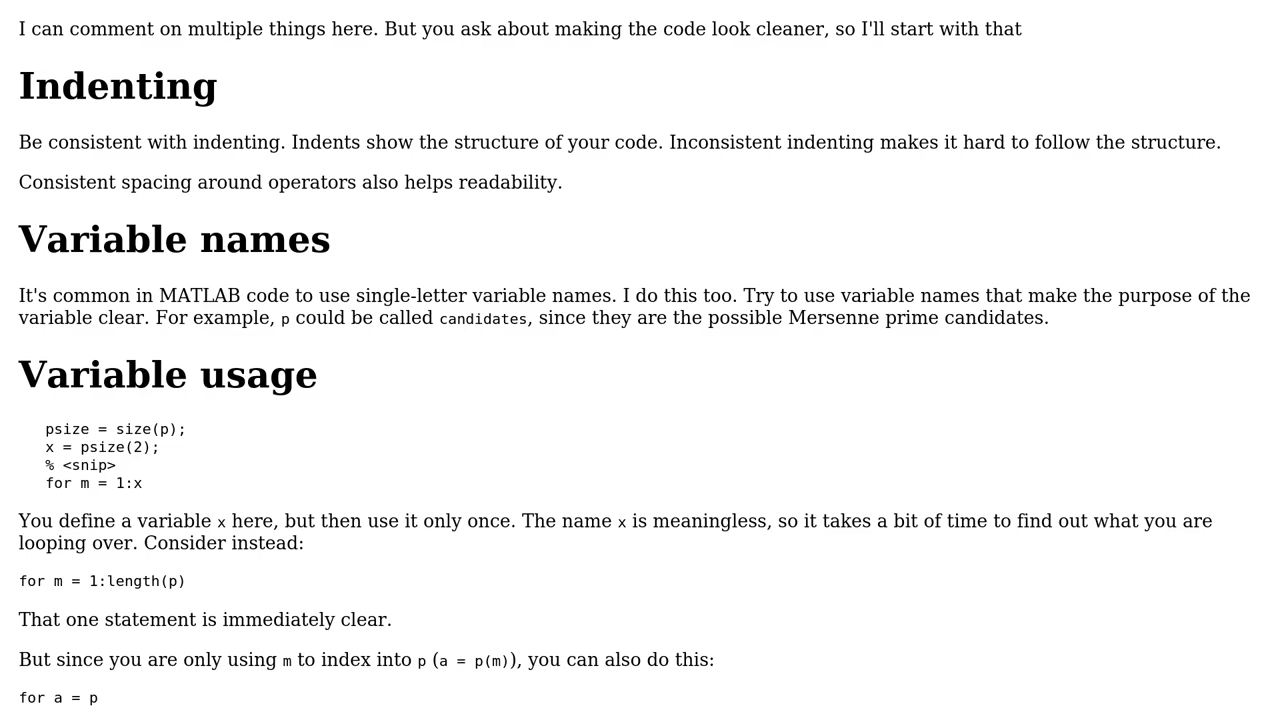 I can comment on multiple things here. But you ask about making the code look cleaner, so I'll start with that
Indenting
Be consistent with indenting. Indents show the structure of your code. Inconsistent indenting makes it hard to follow the structure.
Consistent spacing around operators also helps readability.
Variable names
It's common in MATLAB code to use single-letter variable names. I do this too. Try to use variable names that make the purpose of the
variable clear. For example, p could be called candidates, since they are the possible Mersenne prime candidates.
Variable usage
psize = size(p);
x = psize(2);
% <snip>
for m = 1:x
You define a variable x here, but then use it only once. The name x is meaningless, so it takes a bit of time to find out what you are
looping over. Consider instead:
for m = 1:length(p)
That one statement is immediately clear.
But since you are only using m to index into p (a = p(m)), you can also do this:
for a = p